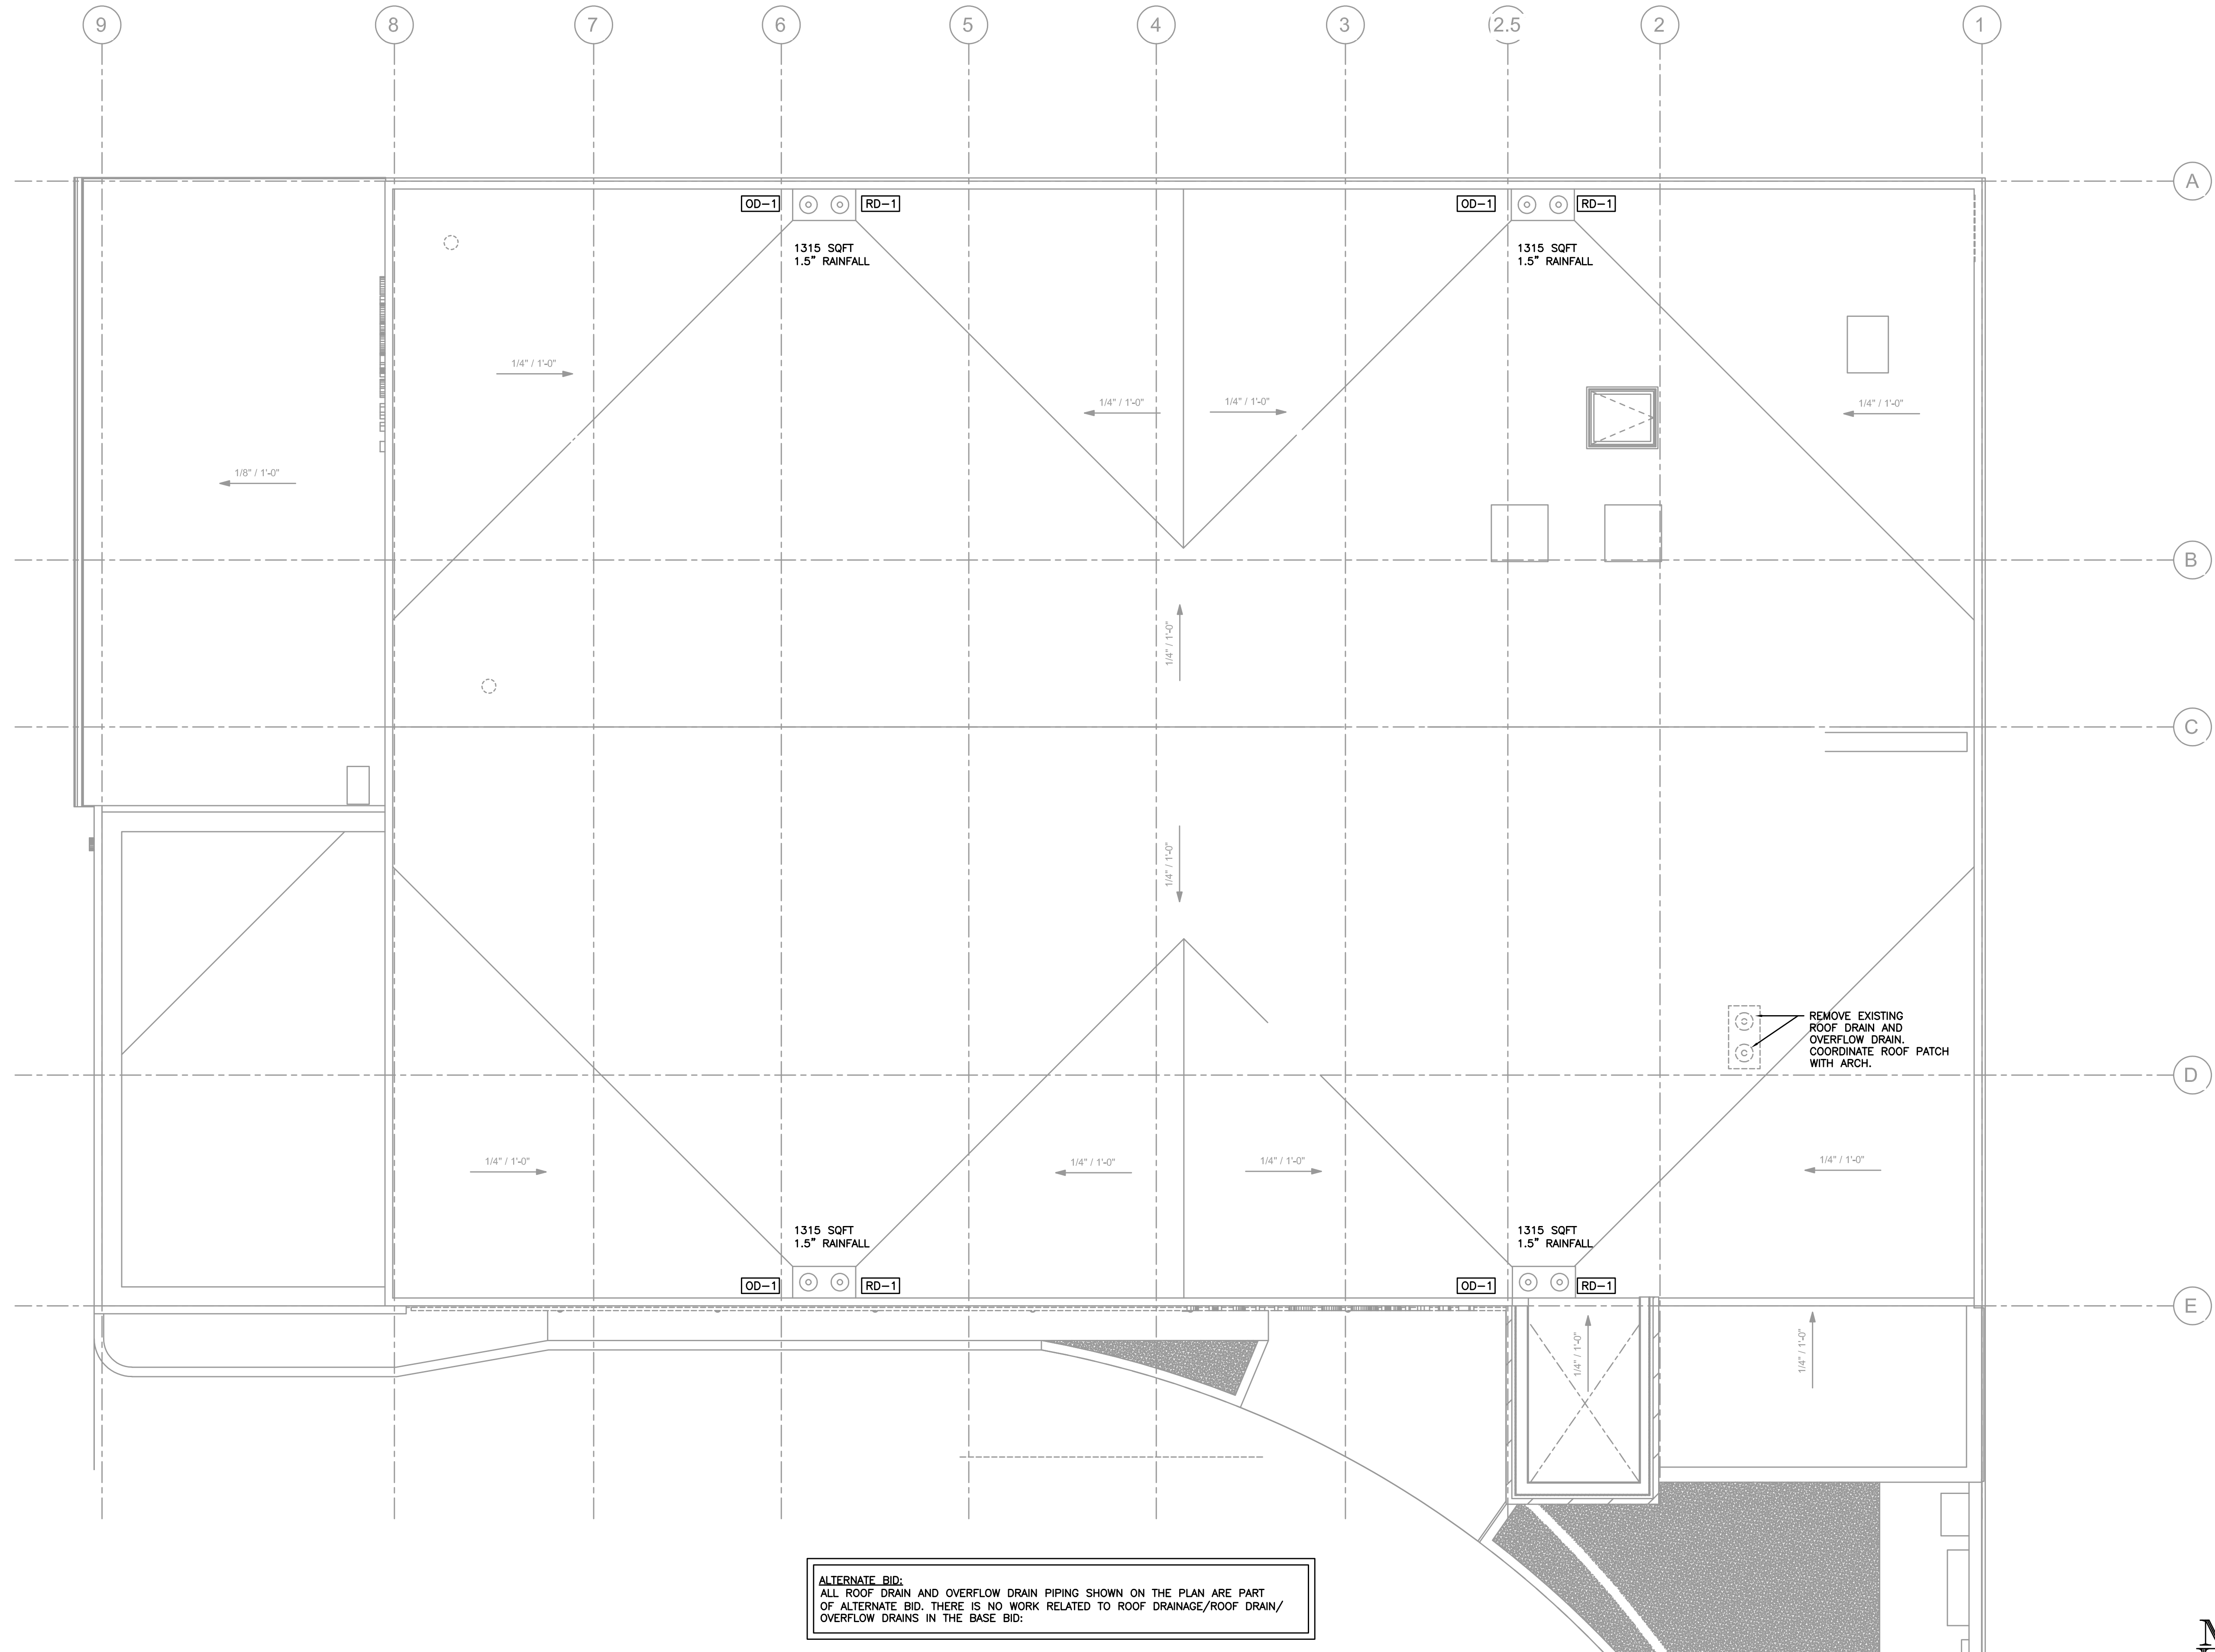 9 8 7 6 5 4 3 2.5 2 1
A
OD-1 RD-1 OD-1 RD-1
1315 SQFT
1.5" RAINFALL
1315 SQFT
1.5" RAINFALL
1/4" / 1'-0"
1/4" / 1'-0"
1/4" / 1'-0"
1/4" / 1'-0"
1/8" / 1'-0"
B
1/4" / 1'-0"
C
1/4" / 1'-0"
REMOVE EXISTING
ROOF DRAIN AND
OVERFLOW DRAIN.
COORDINATE ROOF PATCH
WITH ARCH.
D
1/4" / 1'-0"
1/4" / 1'-0"
1/4" / 1'-0"
1/4" / 1'-0"
1315 SQFT
1.5" RAINFALL
1315 SQFT
1.5" RAINFALL
OD-1 RD-1 OD-1 RD-1
E
1/4" / 1'-0"
1/4" / 1'-0"
ALTERNATE BID:
ALL ROOF DRAIN AND OVERFLOW DRAIN PIPING SHOWN ON THE PLAN ARE PART
OF ALTERNATE BID. THERE IS NO WORK RELATED TO ROOF DRAINAGE/ROOF DRAIN/
OVERFLOW DRAINS IN THE BASE BID: